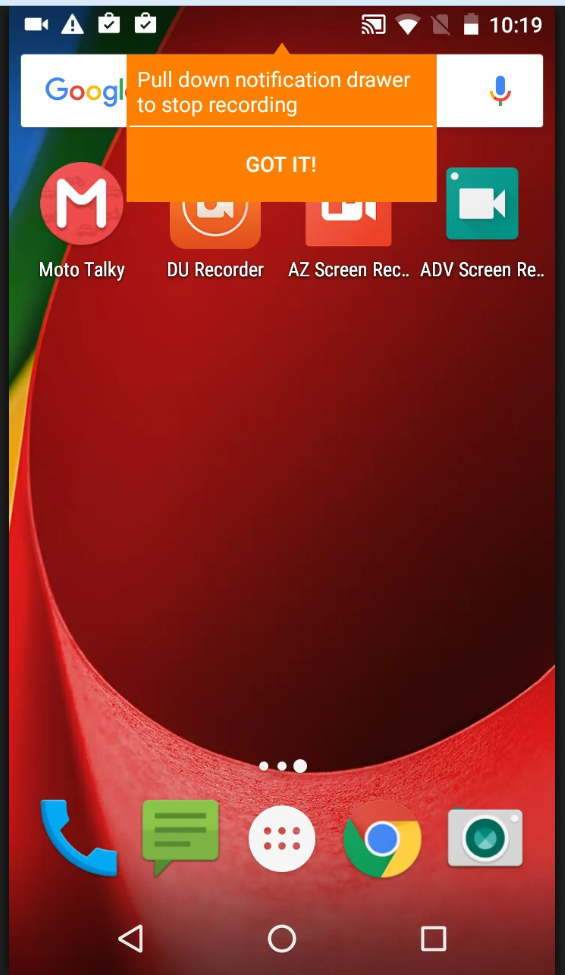 10:19
Google
Pull down notification drawer
to stop recording
GOT IT!
Moto Talky
DU Recorder
AZ Screen Rec..
ADV Screen Re..